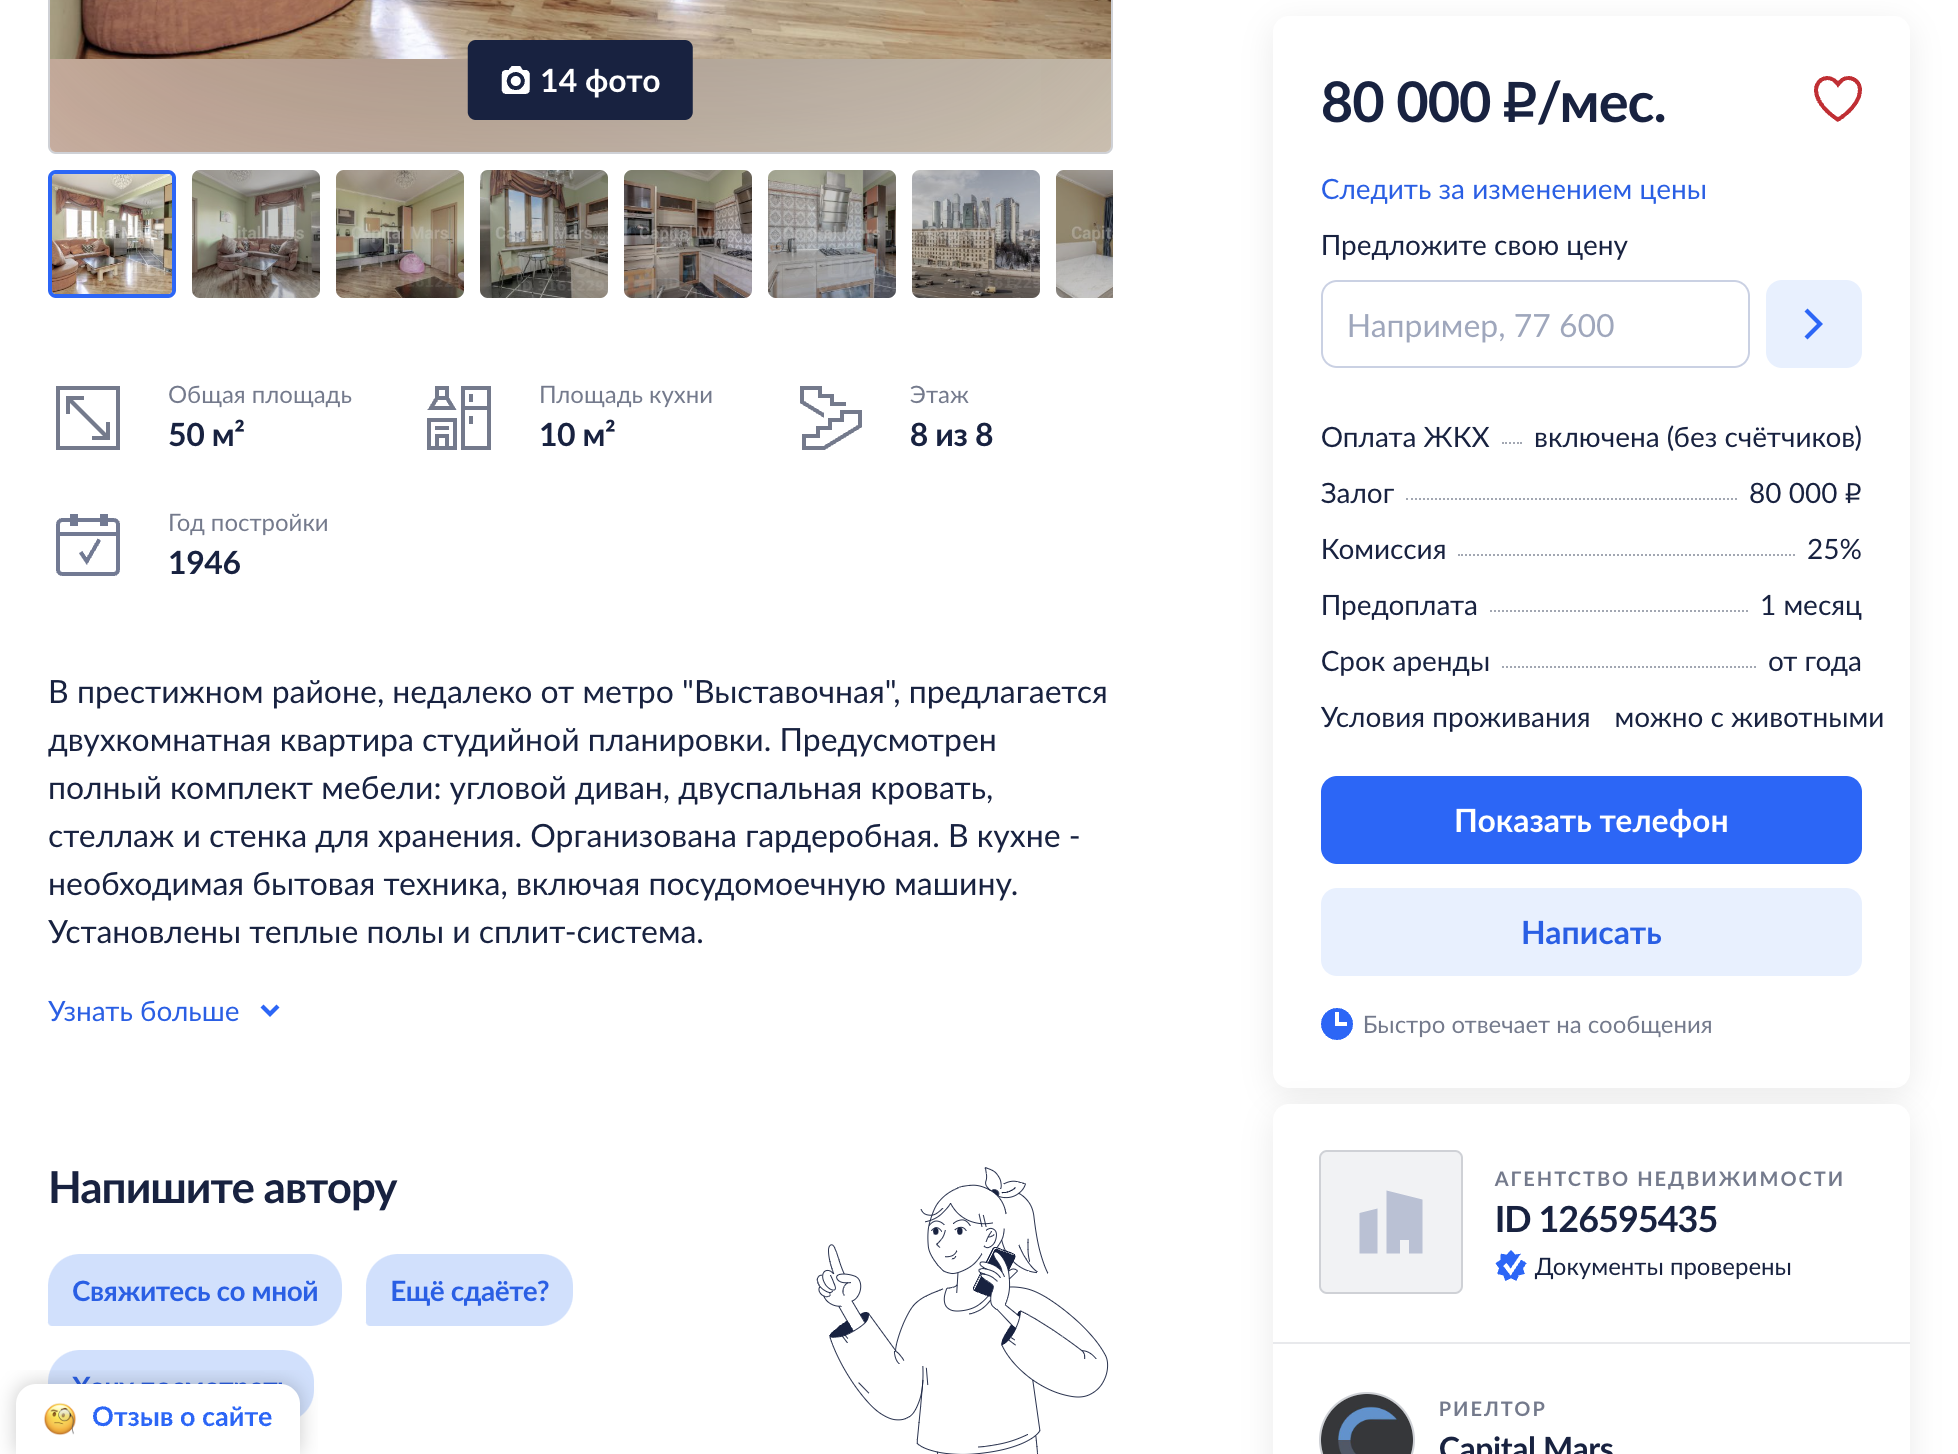 14 фото
Общая площадь
50 м²
Площадь кухни
10 м²
Этаж
8 из 8
Год постройки
1946
В престижном районе, недалеко от метро "Выставочная", предлагается
двухкомнатная квартира студийной планировки. Предусмотрен
полный комплект мебели: угловой диван, двуспальная кровать,
стеллаж и стенка для хранения. Организована гардеробная. В кухне -
необходимая бытовая техника, включая посудомоечную машину.
Установлены теплые полы и сплит-система.
Узнать больше
Напишите автору
Свяжитесь со мной
Ещё сдаёте?
Отзыв о сайте
80 000 ₽/мес.
Следить за изменением цены
Предложите свою цену
Например, 77 600
Оплата ЖКХ включена (без счётчиков)
Залог 80 000 ₽
Комиссия 25%
Предоплата 1 месяц
Срок аренды от года
Условия проживания можно с животными
Показать телефон
Написать
Быстро отвечает на сообщения
АГЕНТСТВО НЕДВИЖИМОСТИ
ID 126595435
Документы проверены
РИЕЛТОР
Capital Mars